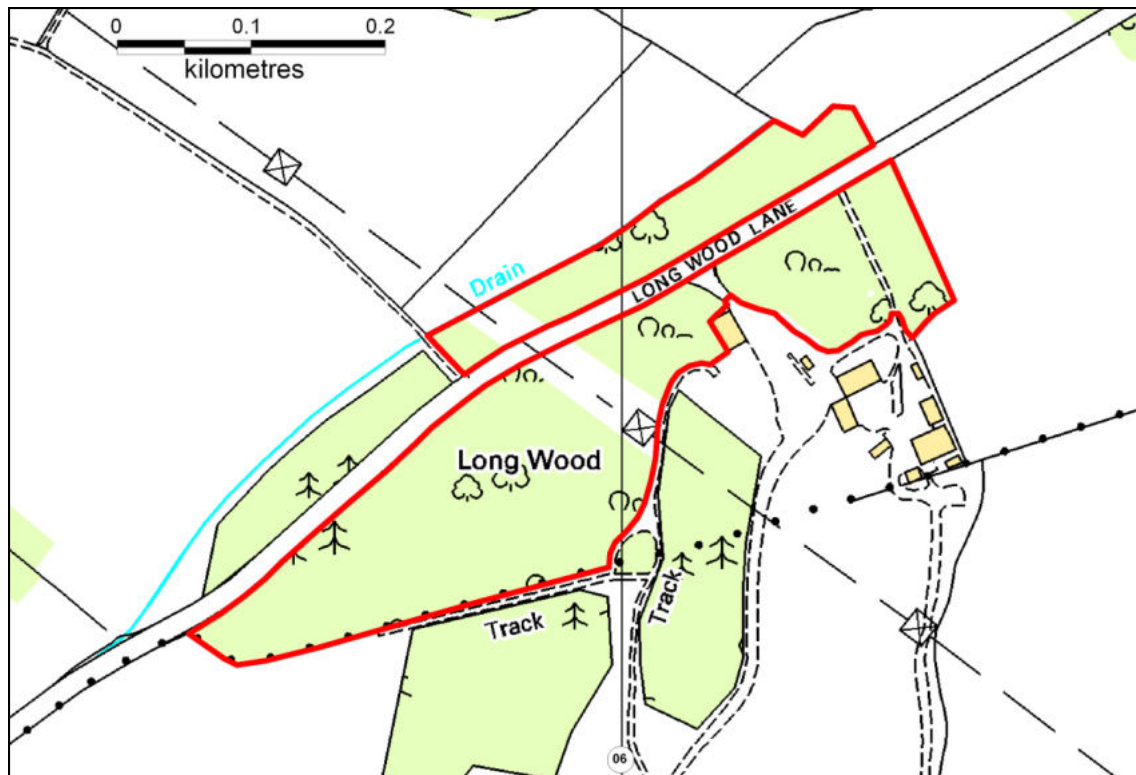 0 0.1 0.2
kilometres
LONG WOOD LANE
Drain
Long Wood
Track
Track
06